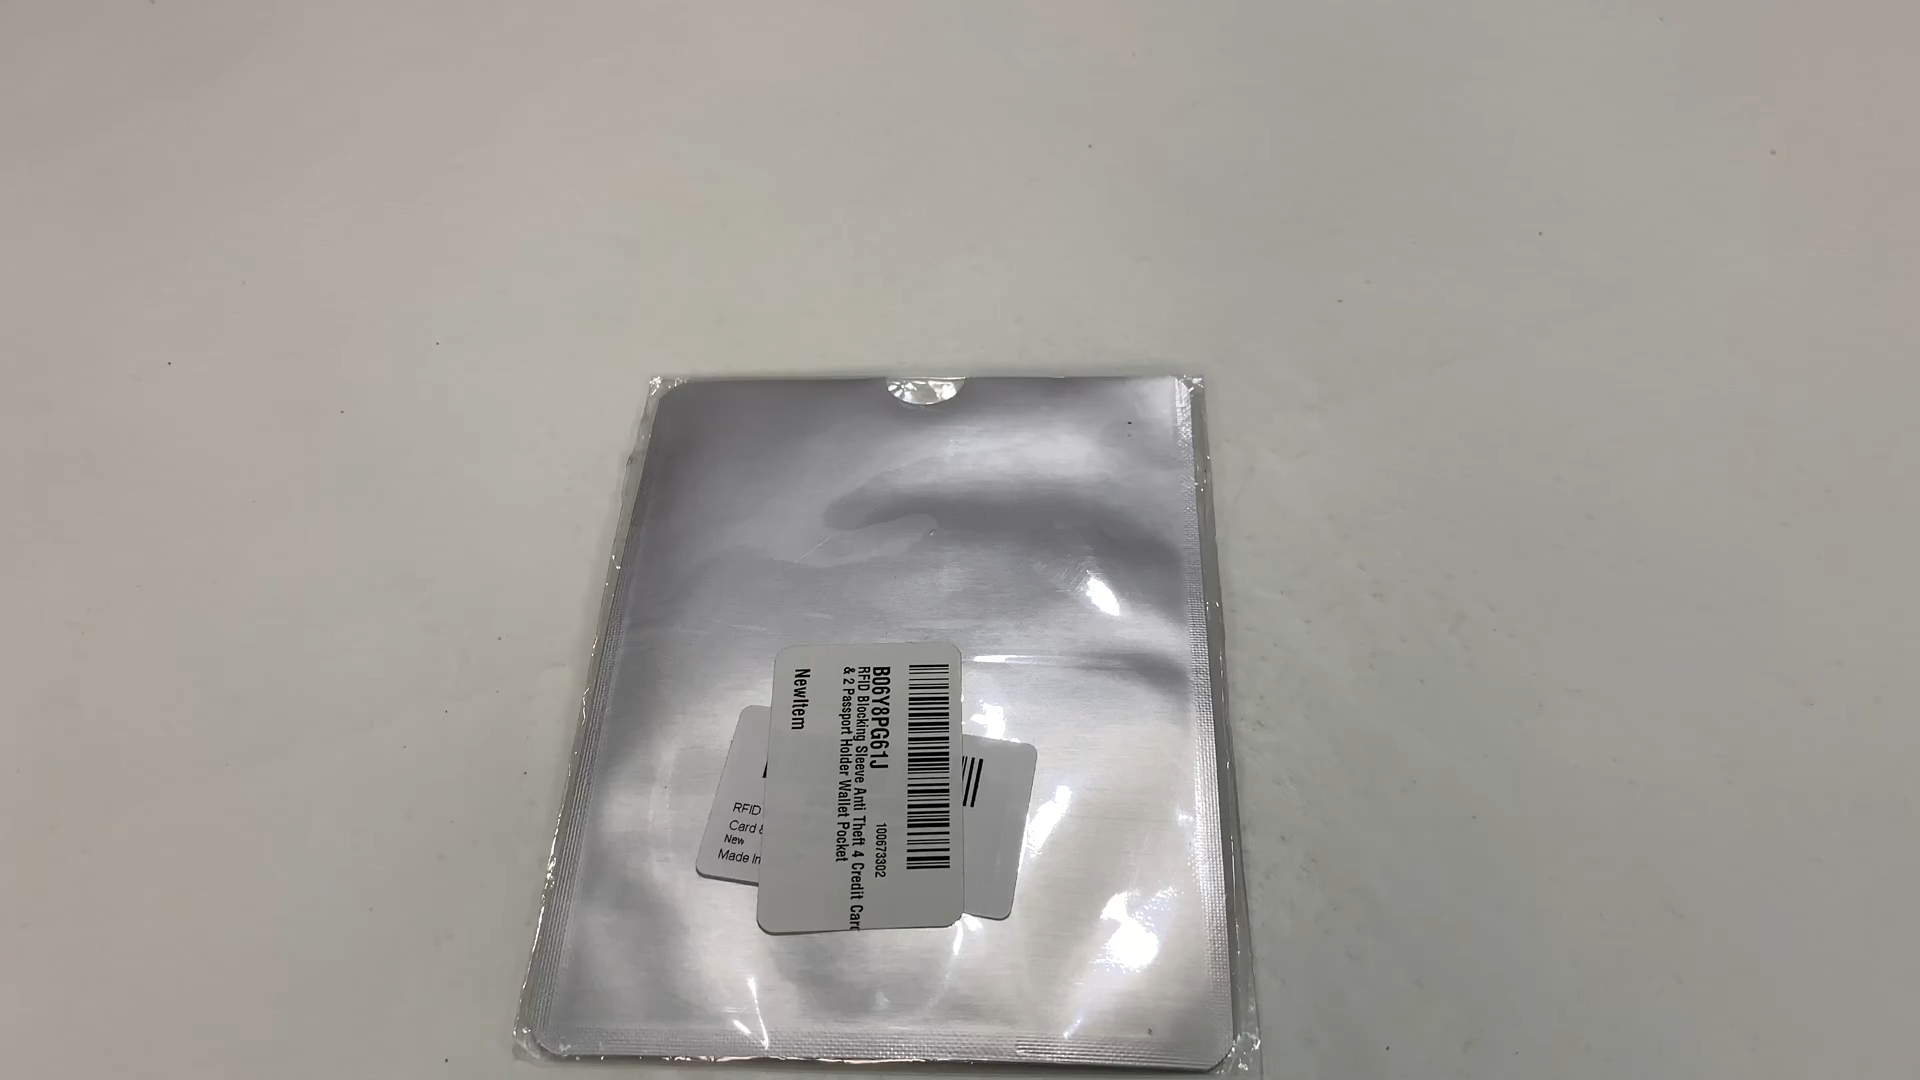 B06Y8PG61J
100673302
RFID Blocking Sleeve Anti Theft 4 Credit Card
& 2 Passport Holder Wallet Pocket
NewItem
RFID
Card &
New
Made In